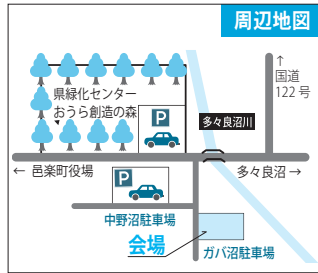 周辺地図
↑
国道
122号
県緑化センター
おうら創造の森
P
多々良沼川
← 邑楽町役場
多々良沼→
P
中野沼駐車場
会場
ガバ沼駐車場